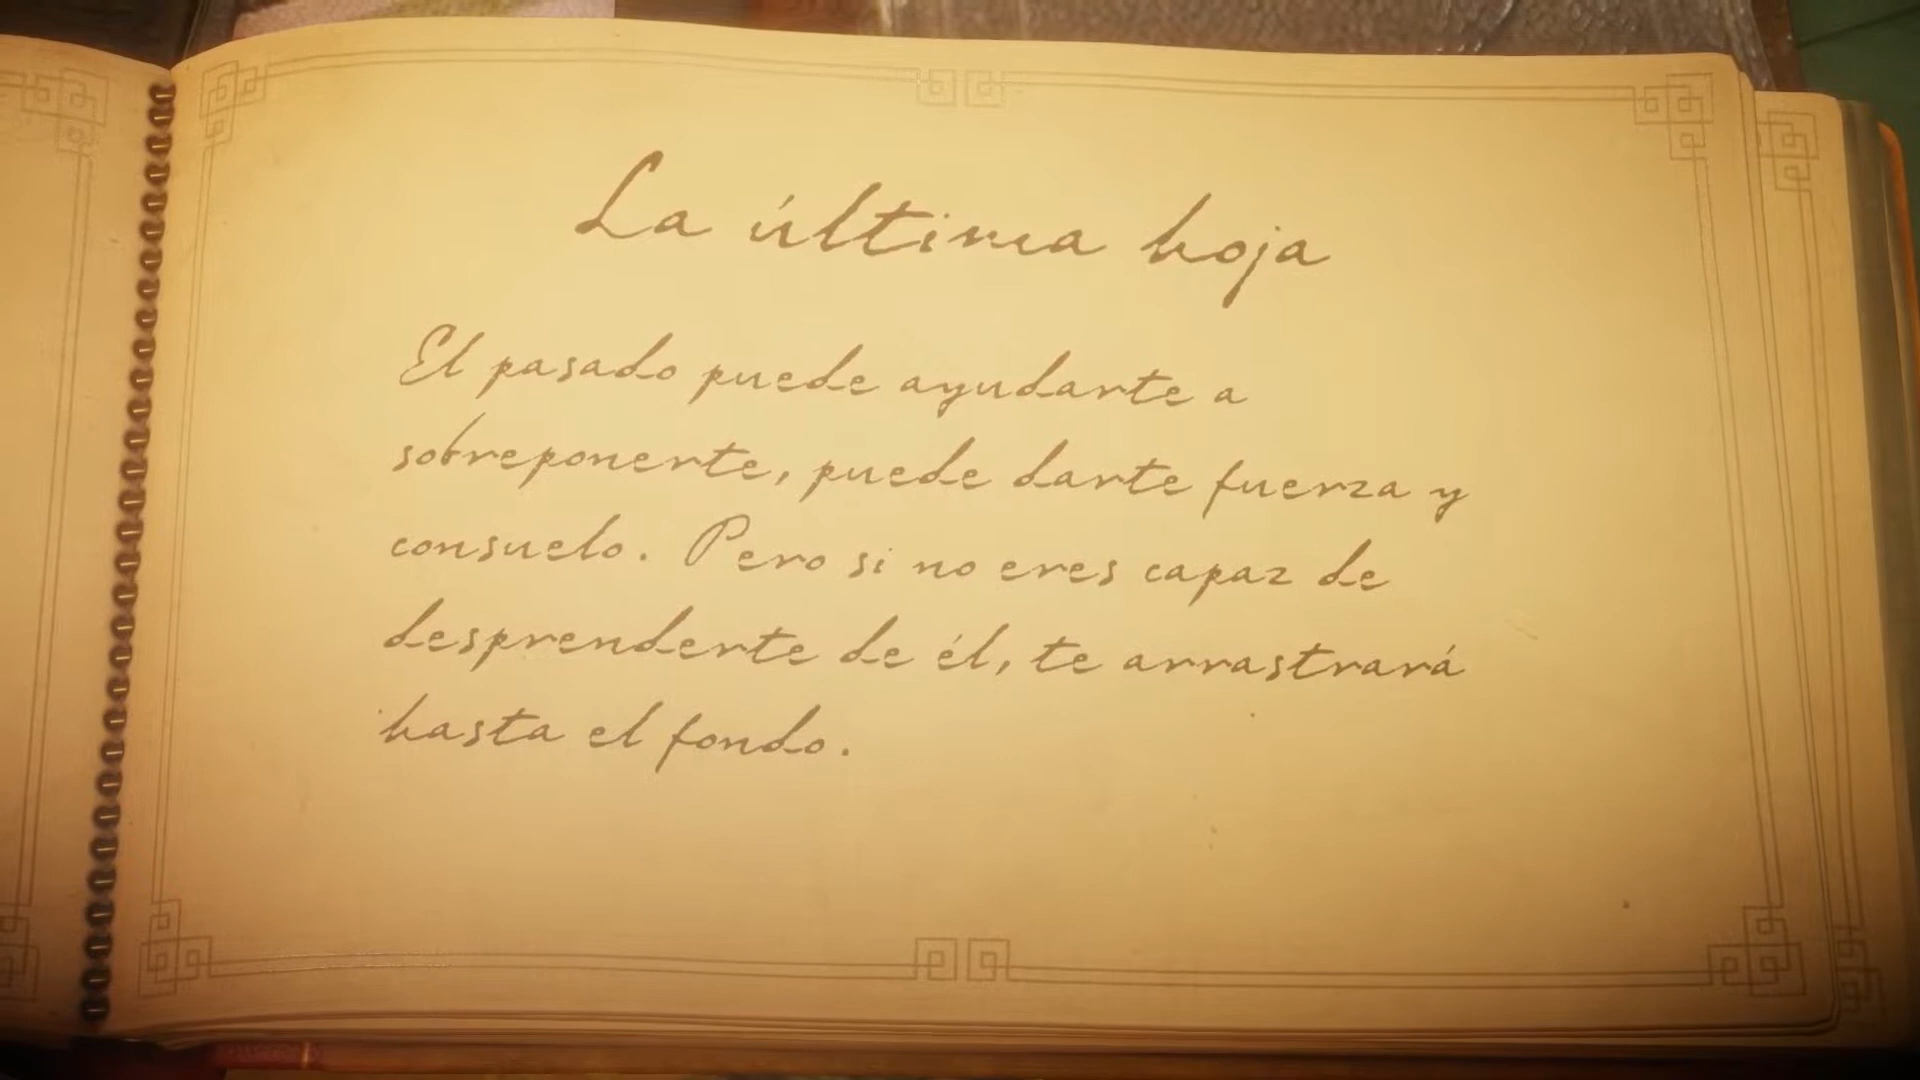 La última hoja
El pasado puede ayudarte a
sobreponerte, puede darte fuerza y
consuelo. Pero si no eres capaz de
desprenderte de él, te arrastrará
hasta el fondo.